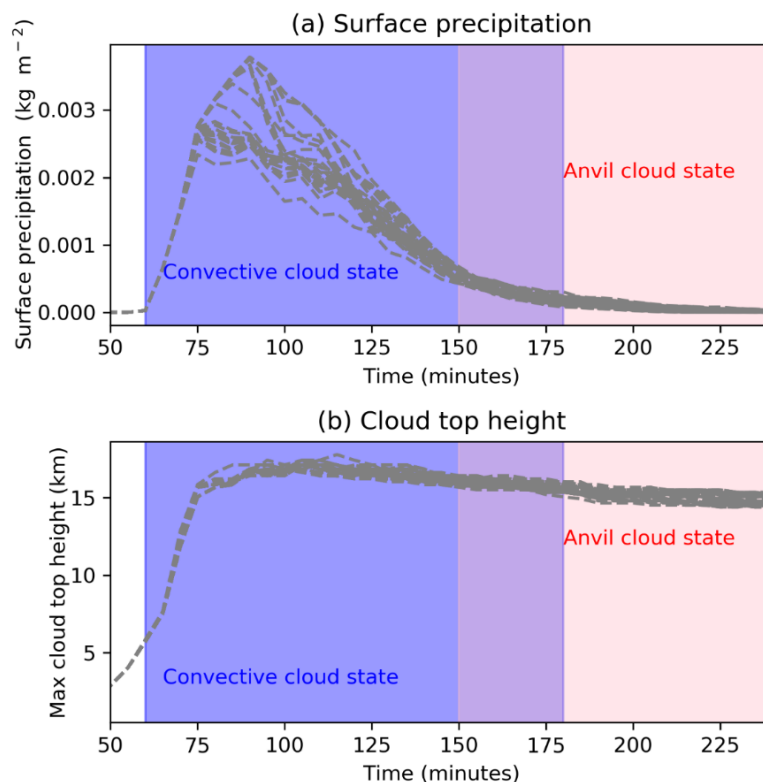 (a) Surface precipitation
Surface precipitation (kg m⁻²)
0.003
0.002
0.001
0.000
Anvil cloud state
Convective cloud state
50 75 100 125 150 175 200 225
Time (minutes)
(b) Cloud top height
Max cloud top height (km)
15
10
5
Anvil cloud state
Convective cloud state
50 75 100 125 150 175 200 225
Time (minutes)